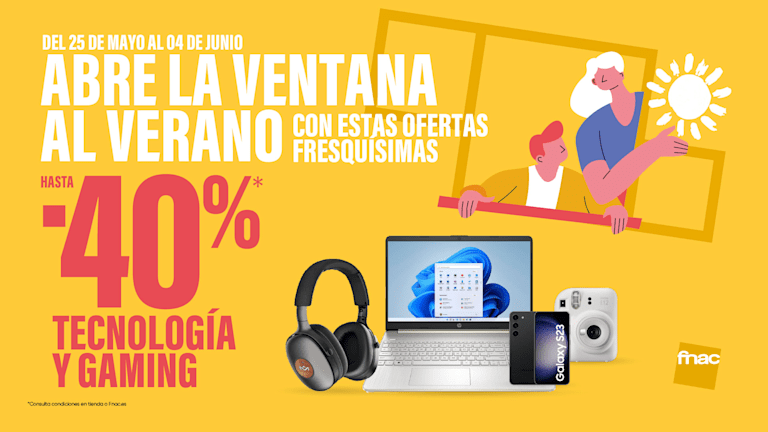 DEL 25 DE MAYO AL 04 DE JUNIO
ABRE LA VENTANA
AL VERANO CON ESTAS OFERTAS
FRESQUÍSIMAS
HASTA
-40%*
TECNOLOGÍA
Y GAMING
Galaxy S23
hp
fnac
*Consulta condiciones en tienda o Fnac.es